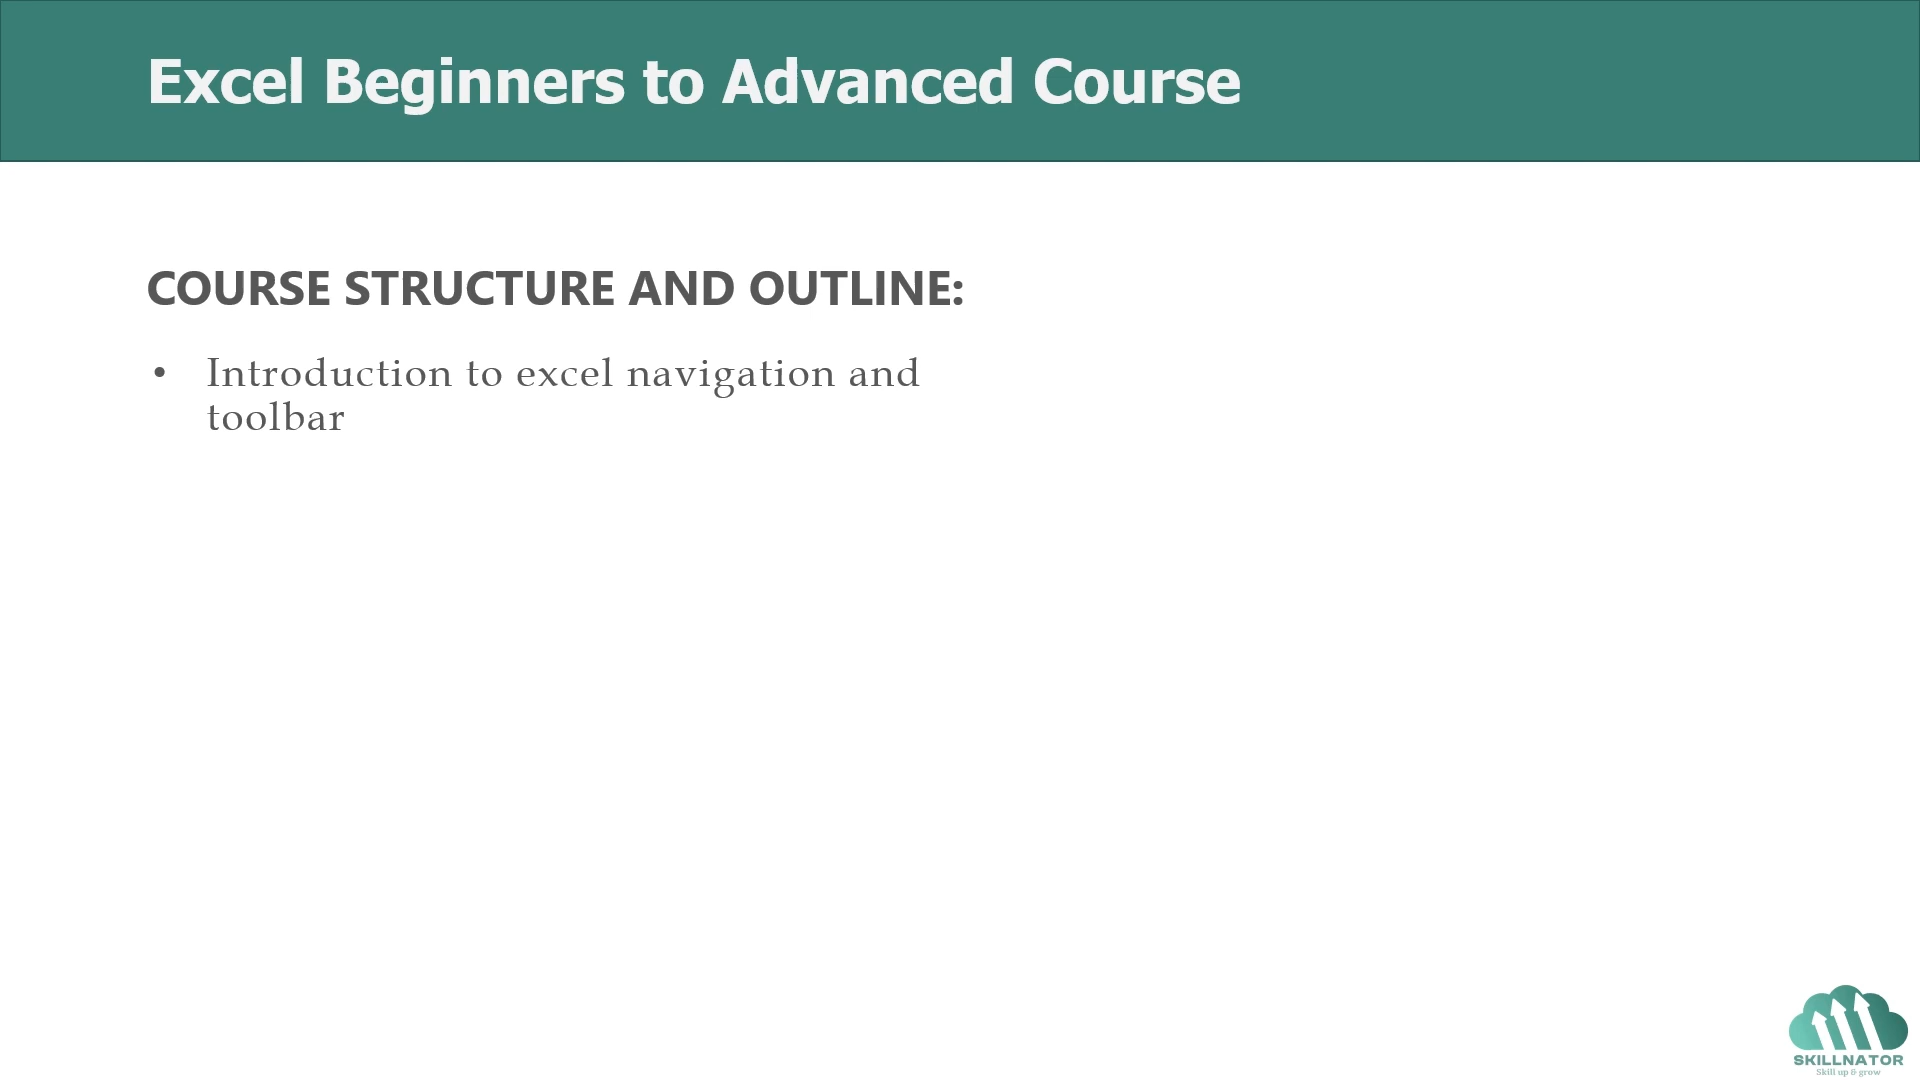 Excel Beginners to Advanced Course
COURSE STRUCTURE AND OUTLINE:
• Introduction to excel navigation and
toolbar
SKILLNATOR
Skill up & grow